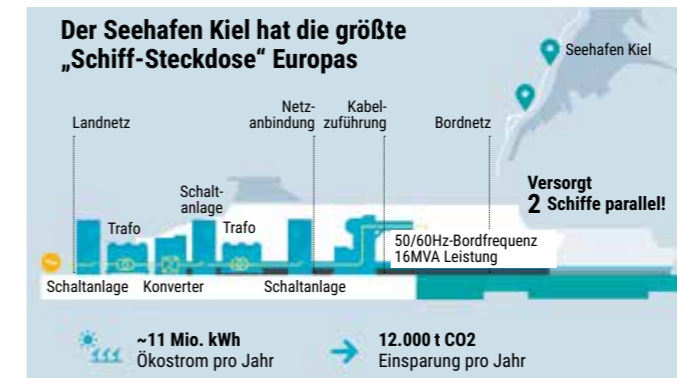 Der Seehafen Kiel hat die größte
„Schiff-Steckdose“ Europas
Seehafen Kiel
Landnetz
Netz-
anbindung
Kabel-
zuführung
Bordnetz
Versorgt
2 Schiffe parallel!
Schalt-
anlage
Trafo
Trafo
50/60Hz-Bordfrequenz
16MVA Leistung
Schaltanlage
Konverter
Schaltanlage
~11 Mio. kWh
Ökostrom pro Jahr
12.000 t CO2
Einsparung pro Jahr